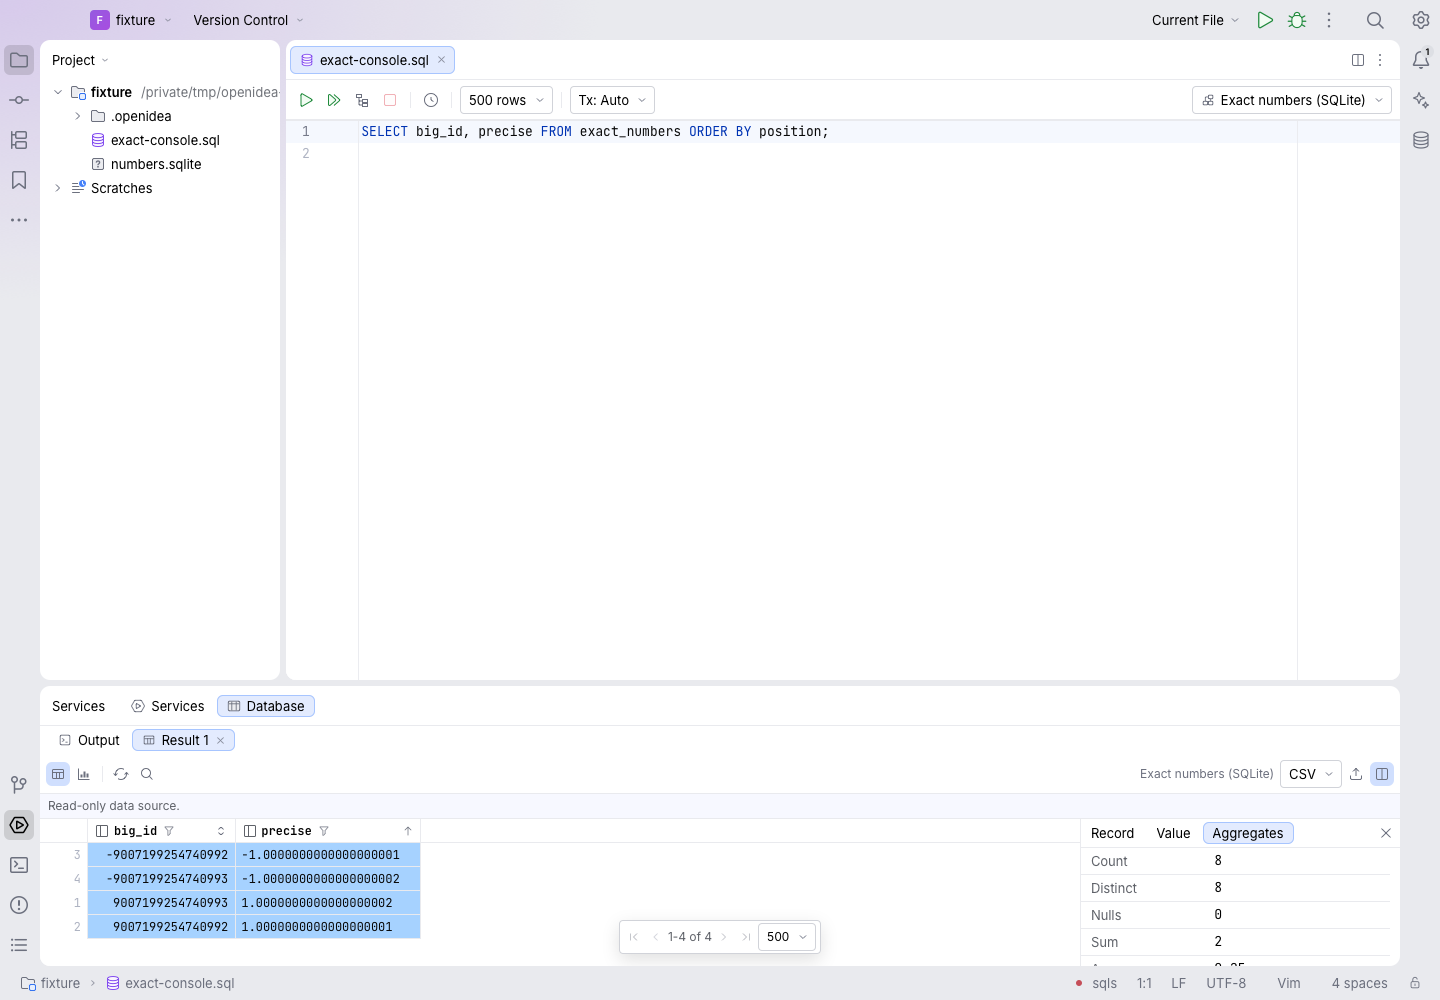 F fixture Version Control Current File
Project exact-console.sql 1
fixture /private/tmp/openidea-
.openidea
exact-console.sql
numbers.sqlite
Scratches
500 rows Tx: Auto Exact numbers (SQLite)
1 SELECT big_id, precise FROM exact_numbers ORDER BY position;
2
Services Services Database
Output Result 1
Exact numbers (SQLite) CSV
Read-only data source.
big_id precise
3 -9007199254740992 -1.0000000000000000001
4 -9007199254740993 -1.0000000000000000002
1 9007199254740993 1.0000000000000000002
2 9007199254740992 1.0000000000000000001
Record Value Aggregates
Count 8
Distinct 8
Nulls 0
Sum 2
1-4 of 4 500
fixture exact-console.sql sqls 1:1 LF UTF-8 Vim 4 spaces